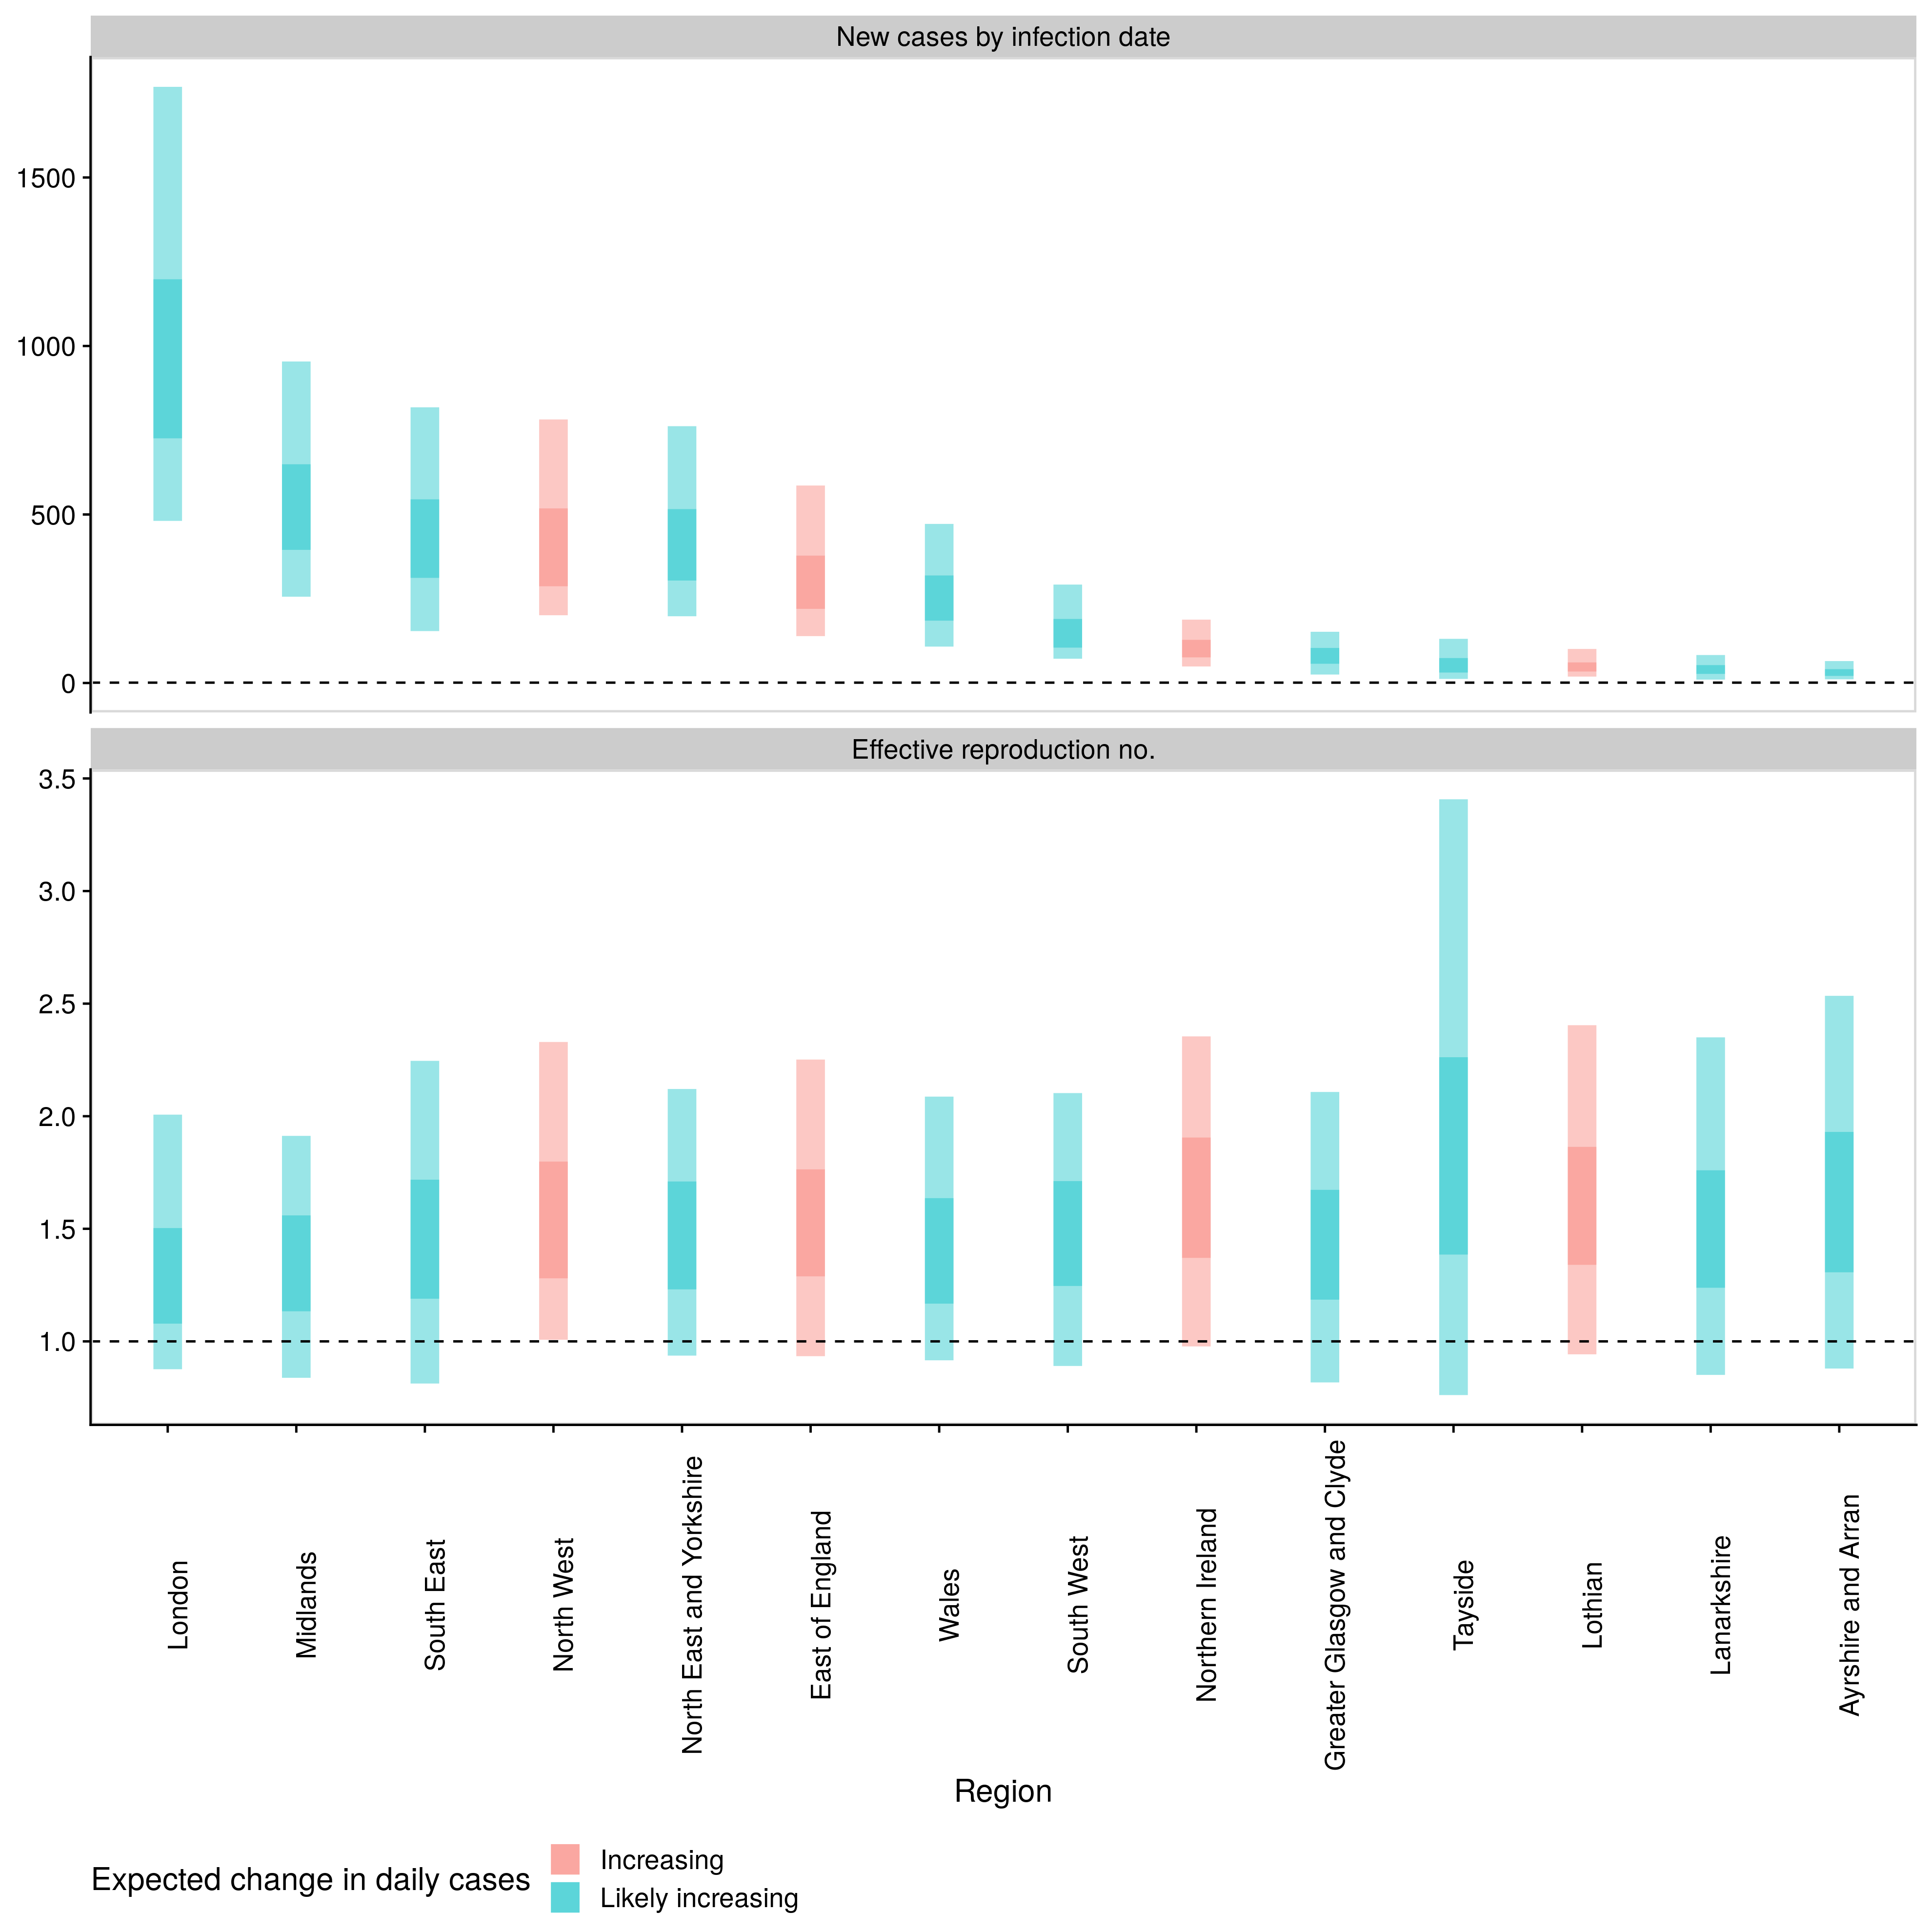 New cases by infection date
1500
1000
500
0
Effective reproduction no.
3.5
3.0
2.5
2.0
1.5
1.0
London
Midlands
South East
North West
North East and Yorkshire
East of England
Wales
South West
Northern Ireland
Greater Glasgow and Clyde
Tayside
Lothian
Lanarkshire
Ayrshire and Arran
Region
Expected change in daily cases
Increasing
Likely increasing